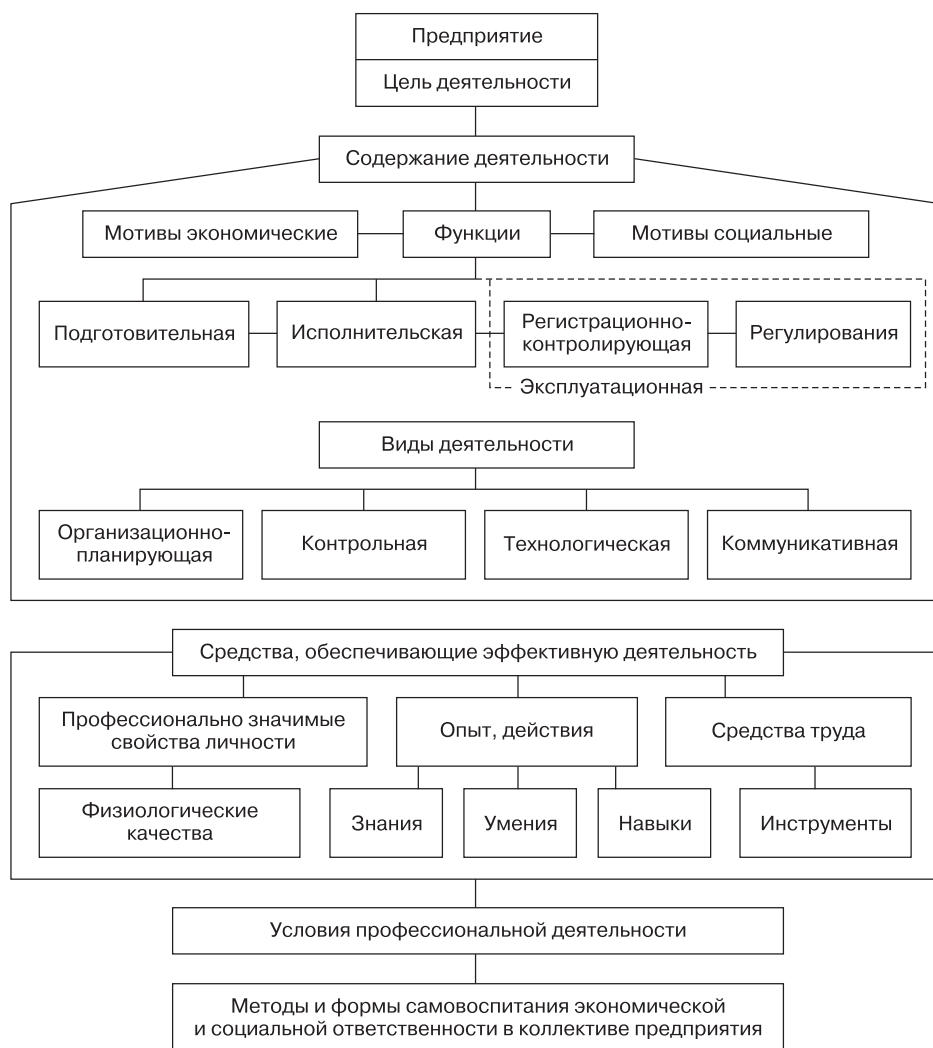 Предприятие
Цель деятельности
Содержание деятельности
Мотивы экономические
Функции
Мотивы социальные
Подготовительная
Исполнительская
Регистрационно-
контролирующая
Регулирования
Эксплуатационная
Виды деятельности
Организационно-
планирующая
Контрольная
Технологическая
Коммуникативная
Средства, обеспечивающие эффективную деятельность
Профессионально значимые
свойства личности
Опыт, действия
Средства труда
Физиологические
качества
Знания
Умения
Навыки
Инструменты
Условия профессиональной деятельности
Методы и формы самовоспитания экономической
и социальной ответственности в коллективе предприятия